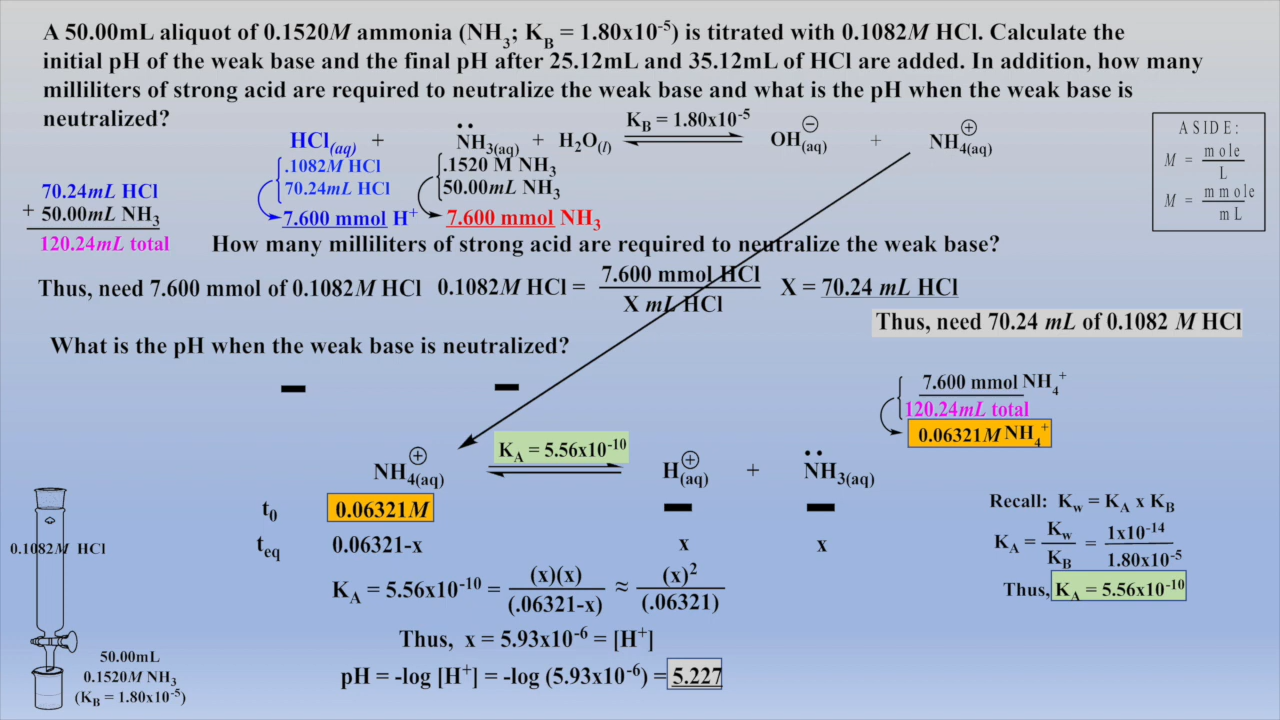 A 50.00mL aliquot of 0.1520M ammonia (NH3; KB = 1.80x10-5) is titrated with 0.1082M HCl. Calculate the
initial pH of the weak base and the final pH after 25.12mL and 35.12mL of HCl are added. In addition, how many
milliliters of strong acid are required to neutralize the weak base and what is the pH when the weak base is
neutralized?
KB = 1.80x10-5
HCl(aq) + NH3(aq) + H2O(l) OH⊖(aq) + NH4⊕(aq)
.1082M HCl
70.24mL HCl
7.600 mmol H+
.1520 M NH3
50.00mL NH3
7.600 mmol NH3
ASIDE:
M = mole / L
M = mmole / mL
70.24mL HCl
+ 50.00mL NH3
120.24mL total
How many milliliters of strong acid are required to neutralize the weak base?
Thus, need 7.600 mmol of 0.1082M HCl 0.1082M HCl = 7.600 mmol HCl / X mL HCl X = 70.24 mL HCl
Thus, need 70.24 mL of 0.1082 M HCl
What is the pH when the weak base is neutralized?
7.600 mmol NH4+
120.24mL total
0.06321M NH4+
KA = 5.56x10-10
NH4⊕(aq) H⊕(aq) + NH3(aq)
t0 0.06321M
teq 0.06321-x x x
KA = 5.56x10-10 = (x)(x) / (.06321-x) ≈ (x)2 / (.06321)
Thus, x = 5.93x10-6 = [H+]
pH = -log [H+] = -log (5.93x10-6) = 5.227
Recall: Kw = KA x KB
KA = Kw / KB = 1x10-14 / 1.80x10-5
Thus, KA = 5.56x10-10
0.1082M HCl
50.00mL
0.1520M NH3
(KB = 1.80x10-5)